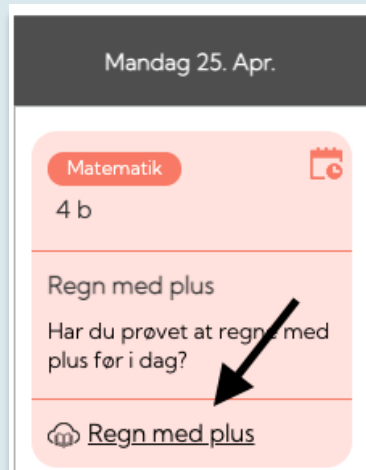 Mandag 25. Apr.
Matematik
4 b
Regn med plus
Har du prøvet at regne med
plus før i dag?
Regn med plus